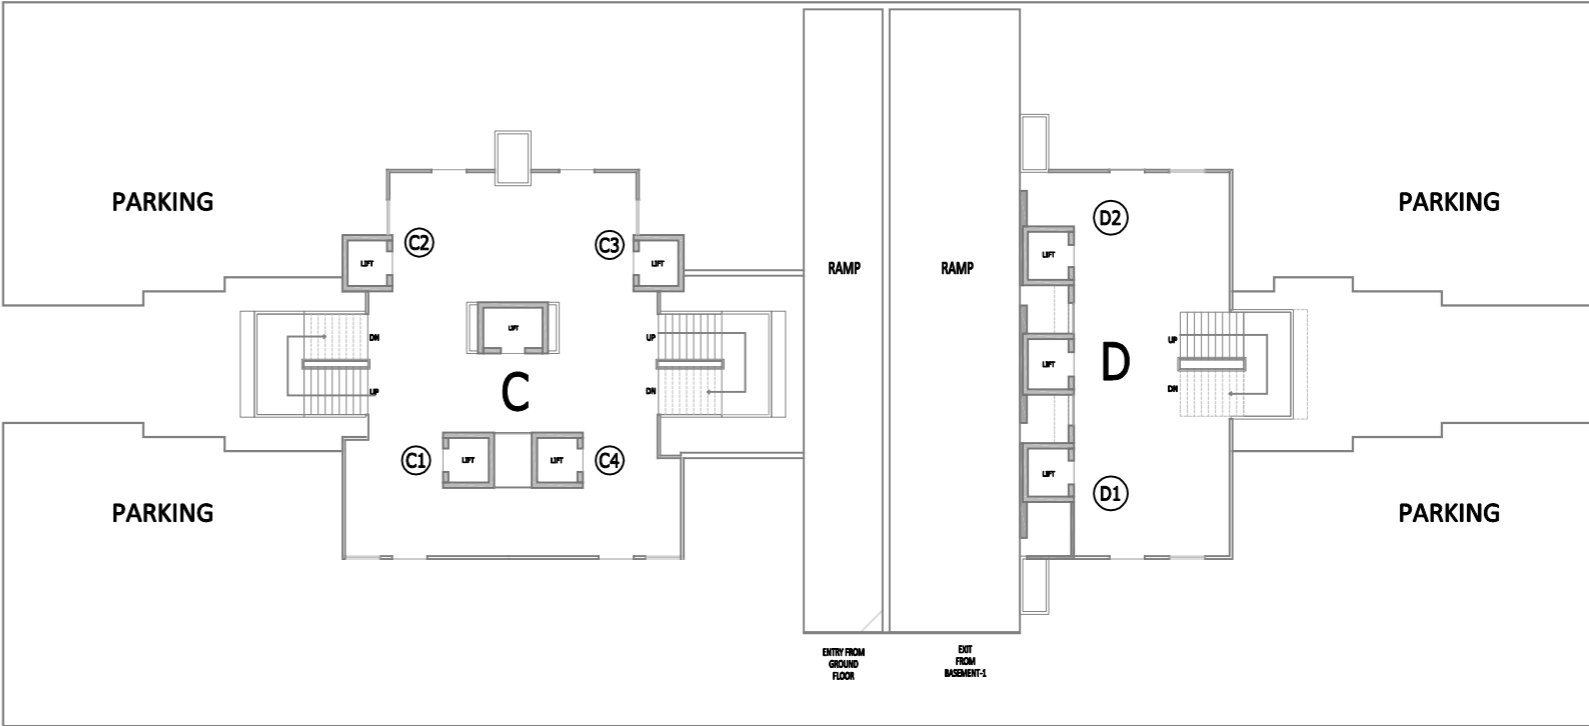 PARKING
PARKING
C2
C3
D2
LIFT
LIFT
LIFT
RAMP
RAMP
LIFT
DN
UP
UP
C
UP
DN
LIFT
D
UP
DN
C1
LIFT
LIFT
C4
LIFT
D1
PARKING
PARKING
ENTRY FROM
GROUND
FLOOR
EXIT
FROM
BASEMENT-1